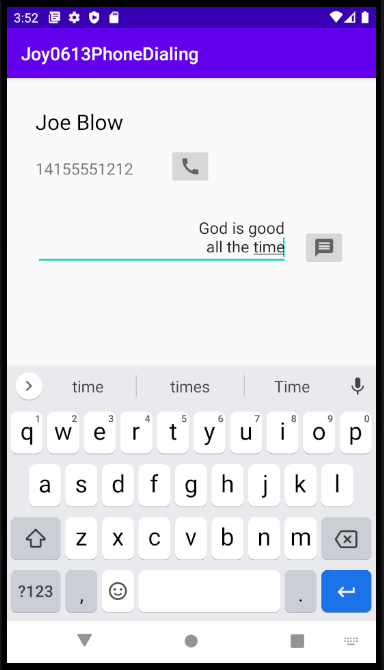 3:52
Joy0613PhoneDialing
Joe Blow
14155551212
God is good
all the time
time times Time
1 2 3 4 5 6 7 8 9 0
q w e r t y u i o p
a s d f g h j k l
z x c v b n m
?123 , .